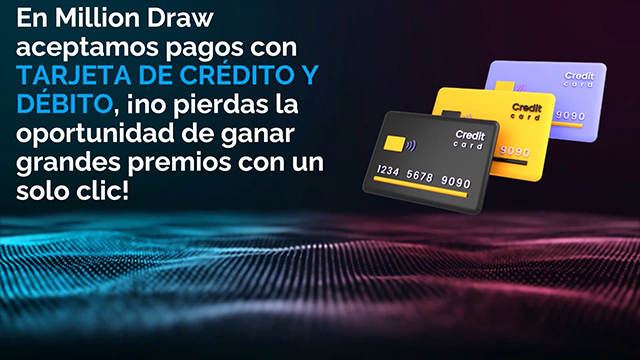 En Million Draw
aceptamos pagos con
TARJETA DE CRÉDITO Y
DÉBITO, ¡no pierdas la
oportunidad de ganar
grandes premios con un
solo clic!
Credit
card
9090
Credit
card
9090
Credit
card
1234 5678 9090